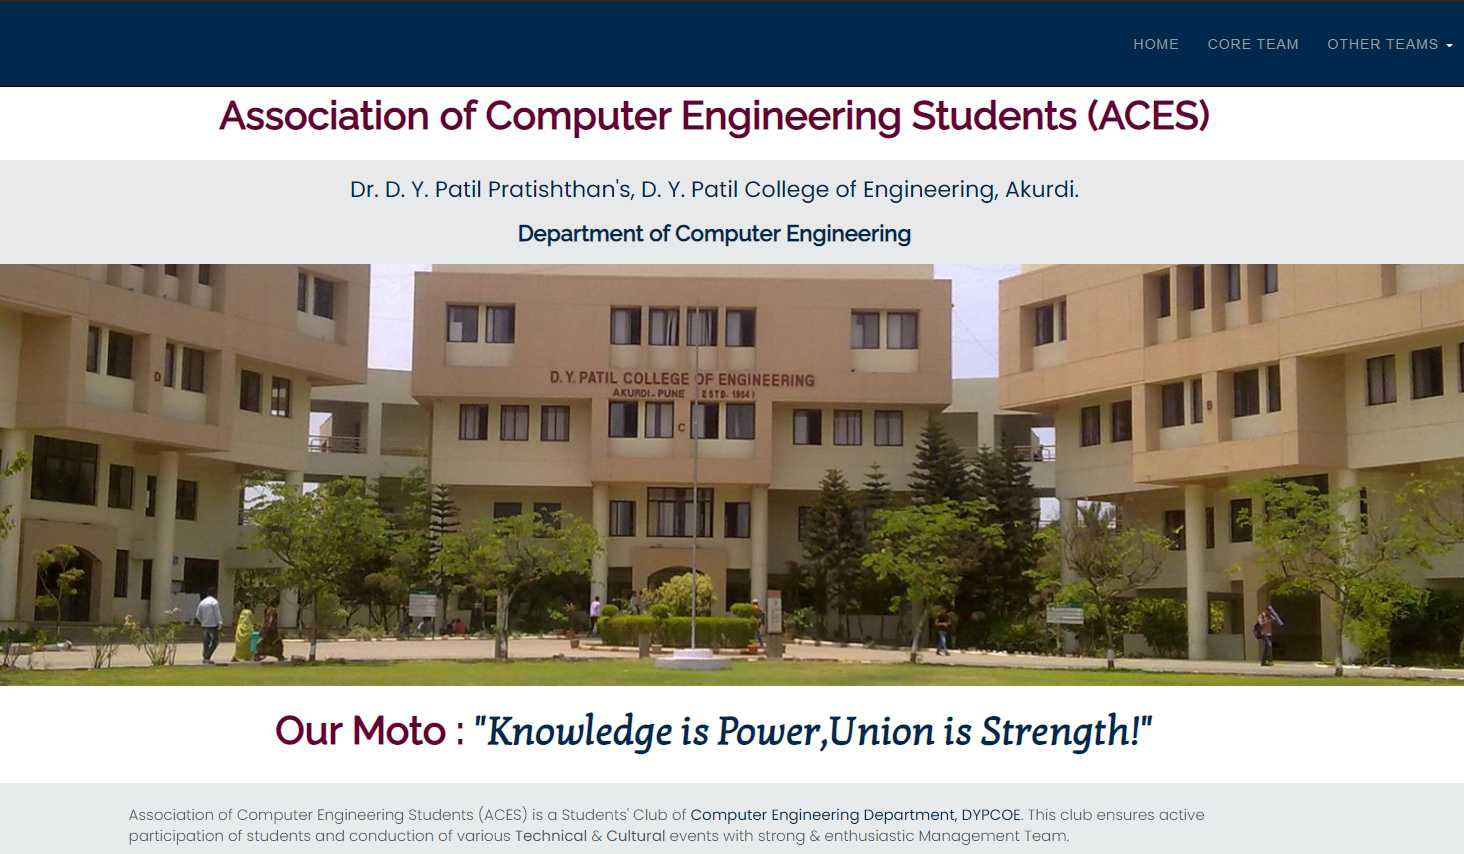 HOME CORE TEAM OTHER TEAMS
Association of Computer Engineering Students (ACES)
Dr. D. Y. Patil Pratishthan's, D. Y. Patil College of Engineering, Akurdi.
Department of Computer Engineering
D. Y. PATIL COLLEGE OF ENGINEERING
AKURDI - PUNE (ESTD. 1984)
D
C
B
Our Moto : "Knowledge is Power,Union is Strength!"
Association of Computer Engineering Students (ACES) is a Students' Club of Computer Engineering Department, DYPCOE. This club ensures active
participation of students and conduction of various Technical & Cultural events with strong & enthusiastic Management Team.